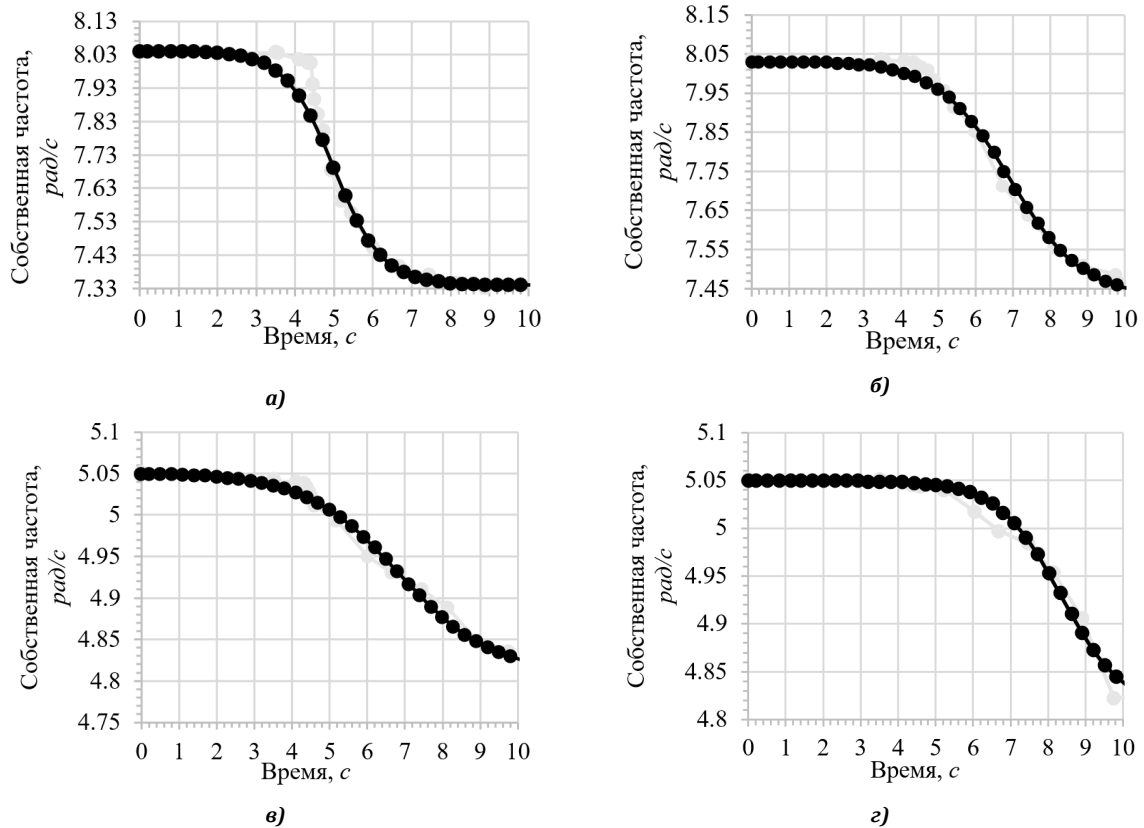 Собственная частота,
рад/с
8.13
8.03
7.93
7.83
7.73
7.63
7.53
7.43
7.33
0 1 2 3 4 5 6 7 8 9 10
Время, с
а)
Собственная частота,
рад/с
8.15
8.05
7.95
7.85
7.75
7.65
7.55
7.45
0 1 2 3 4 5 6 7 8 9 10
Время, с
б)
Собственная частота,
рад/с
5.1
5.05
5
4.95
4.9
4.85
4.8
4.75
0 1 2 3 4 5 6 7 8 9 10
Время, с
в)
Собственная частота,
рад/с
5.1
5.05
5
4.95
4.9
4.85
4.8
0 1 2 3 4 5 6 7 8 9 10
Время, с
г)